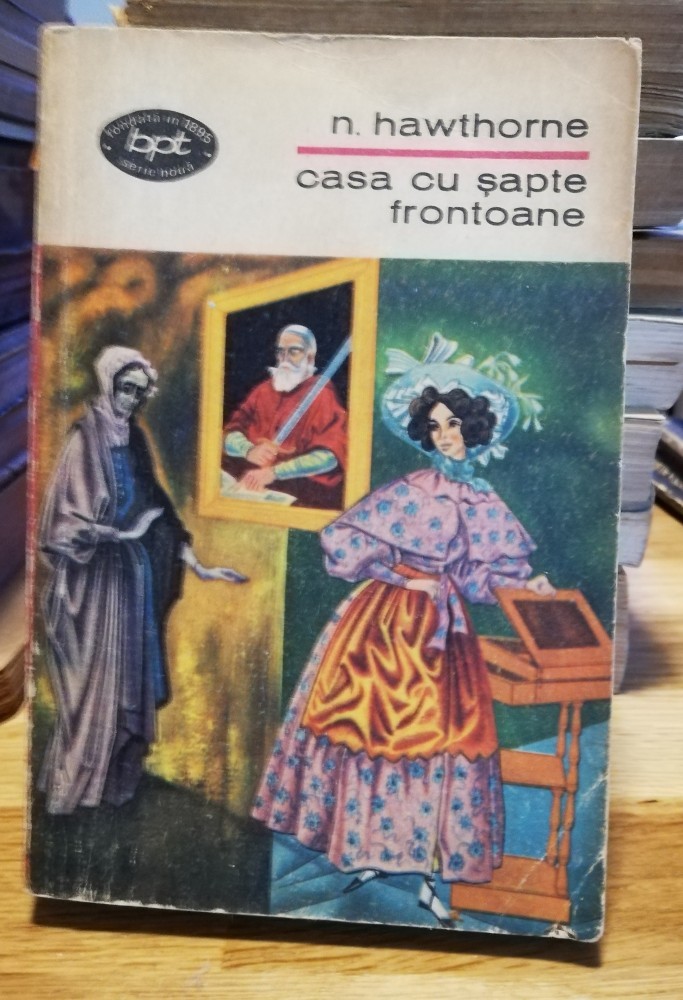 fondată în 1895
bpt
serie nouă
n. hawthorne
casa cu șapte
frontoane